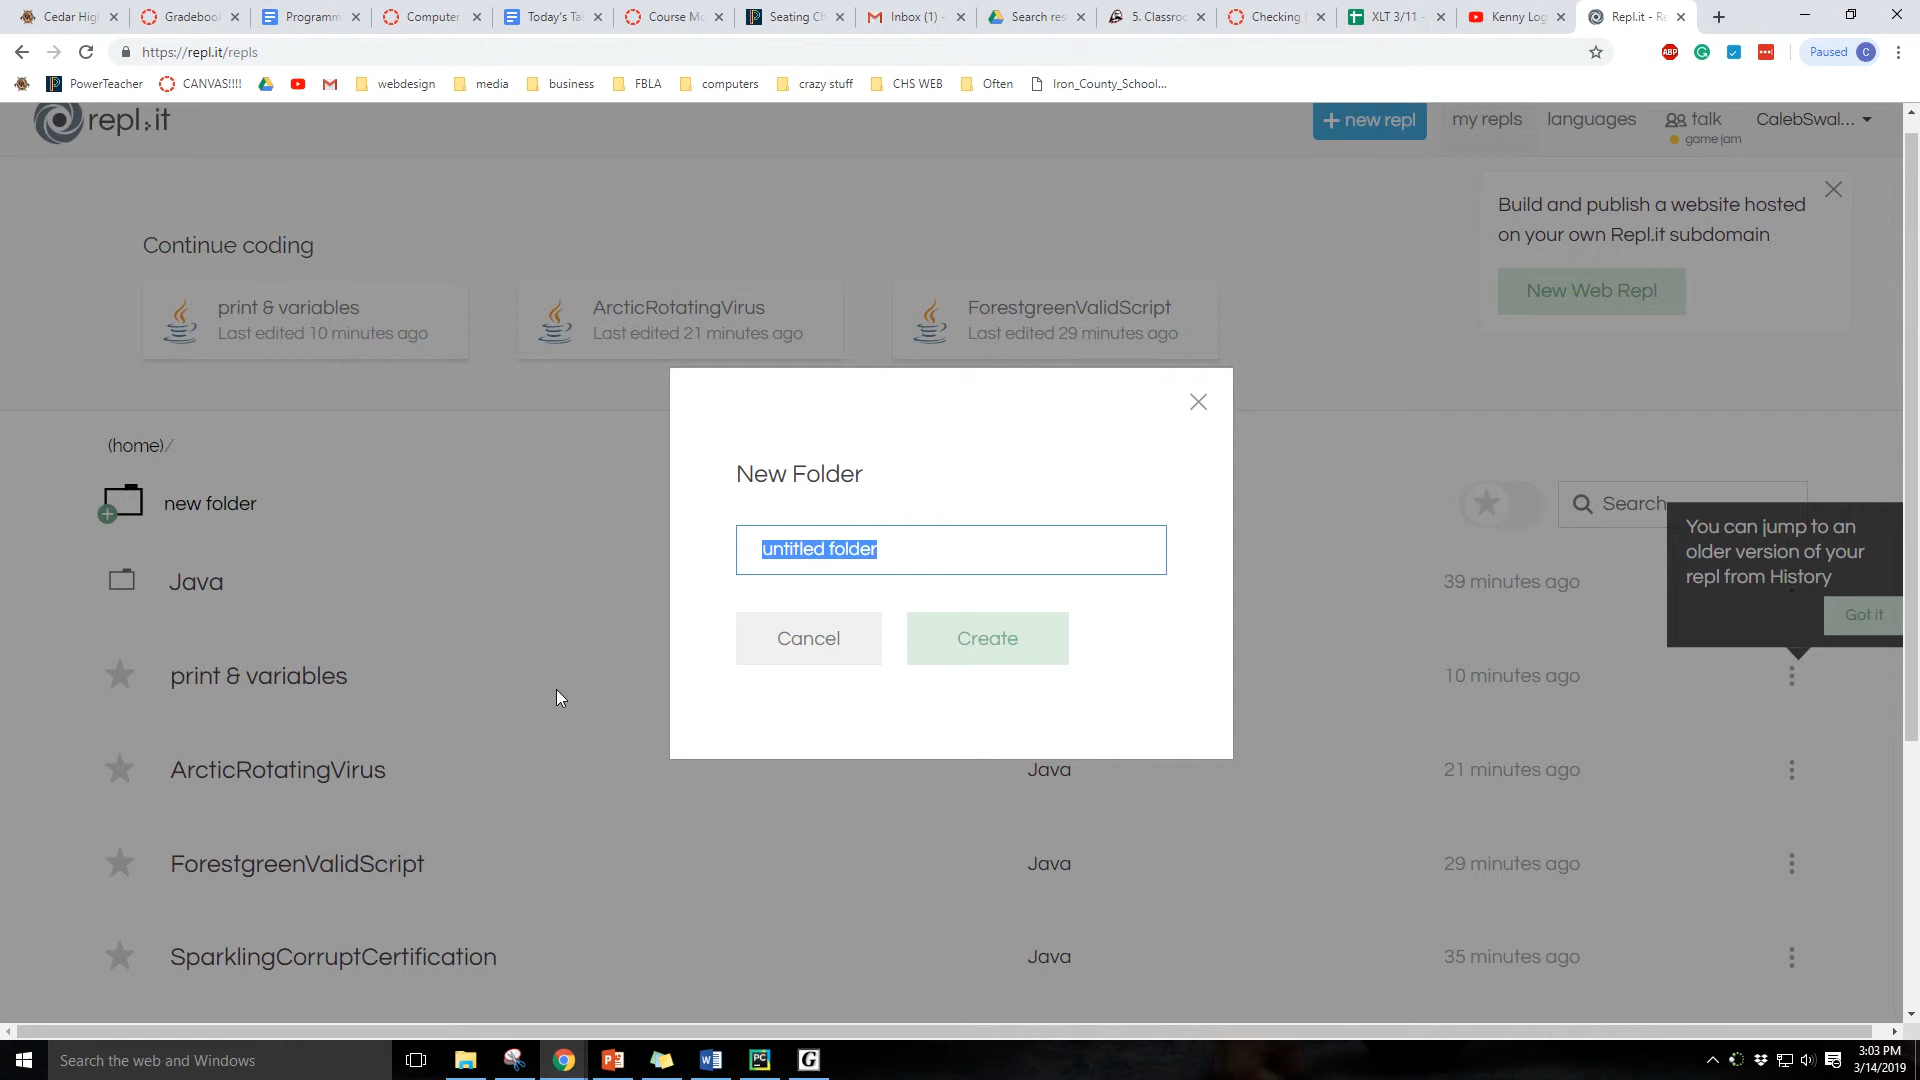 Cedar Hig
Gradeboo
Programm
Computer
Today's Ta
Course Mo
Seating Ch
Inbox (1) -
Search res
5. Classroo
Checking f
XLT 3/11 -
Kenny Log
Repl.it - Re
https://repl.it/repls
ABP
Paused
C
PowerTeacher
CANVAS!!!!
webdesign
media
business
FBLA
computers
crazy stuff
CHS WEB
Often
Iron_County_School...
repl.it
+ new repl
my repls
languages
talk
game jam
CalebSwal...
Build and publish a website hosted
on your own Repl.it subdomain
New Web Repl
Continue coding
print & variables
Last edited 10 minutes ago
ArcticRotatingVirus
Last edited 21 minutes ago
ForestgreenValidScript
Last edited 29 minutes ago
(home)/
new folder
Search
New Folder
untitled folder
Cancel
Create
You can jump to an
older version of your
repl from History
Got it
Java
39 minutes ago
print & variables
10 minutes ago
ArcticRotatingVirus
Java
21 minutes ago
ForestgreenValidScript
Java
29 minutes ago
SparklingCorruptCertification
Java
35 minutes ago
Search the web and Windows
PC
G
3:03 PM
3/14/2019